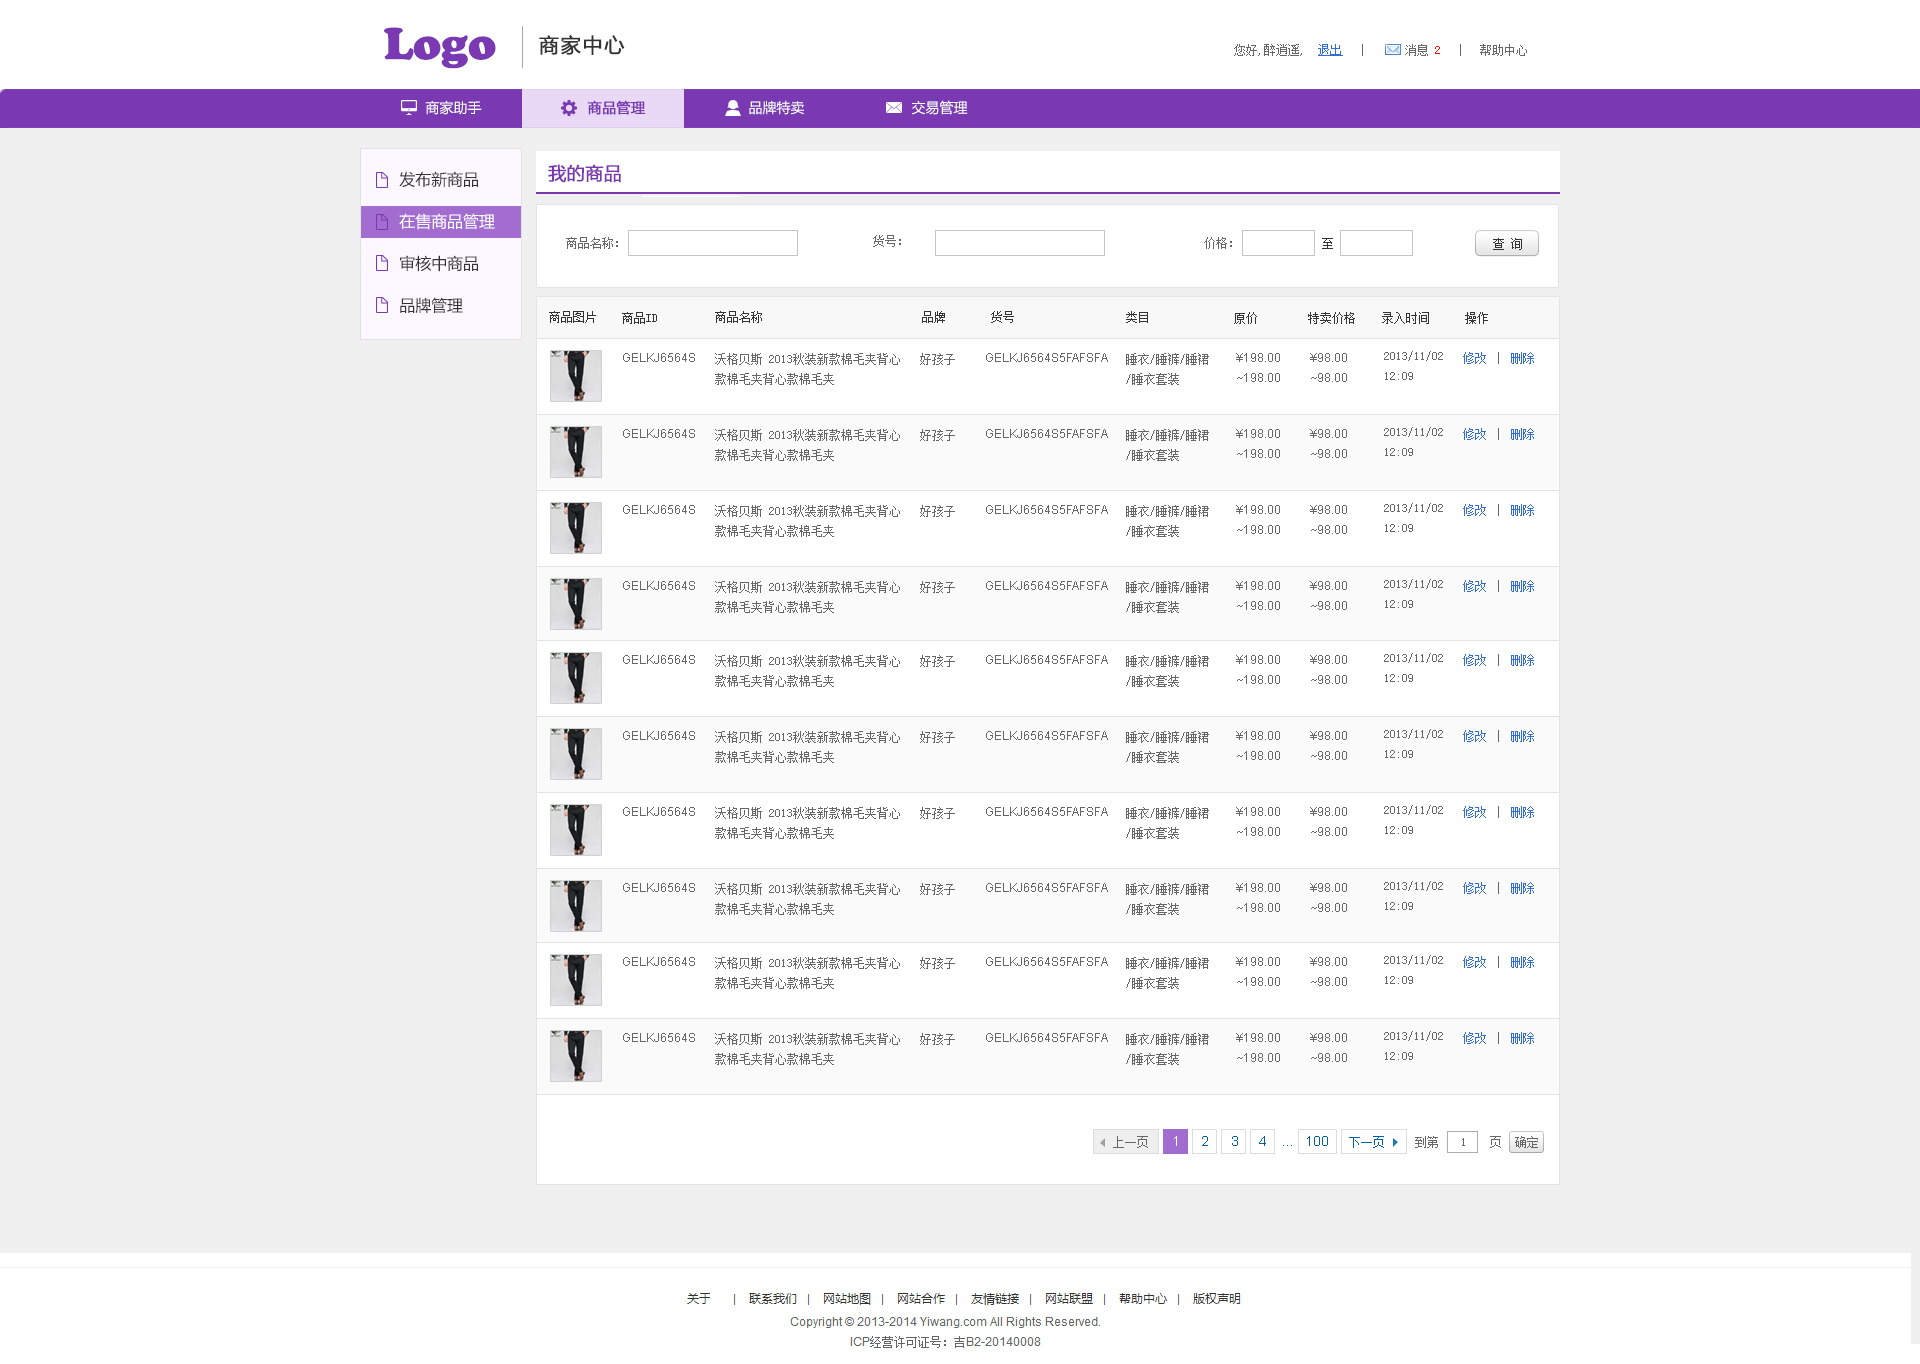 Logo 商家中心
您好,醉逍遥, 退出 | 消息 2 | 帮助中心
商家助手 商品管理 品牌特卖 交易管理
发布新商品
在售商品管理
审核中商品
品牌管理
我的商品
商品名称: 货号: 价格: 至 查 询
商品图片 商品ID 商品名称 品牌 货号 类目 原价 特卖价格 录入时间 操作
GELKJ6564S 沃格贝斯 2013秋装新款棉毛夹背心 好孩子 GELKJ6564S5FAFSFA 睡衣/睡裤/睡裙 ¥198.00 ¥98.00 2013/11/02 修改 | 删除
款棉毛夹背心款棉毛夹 /睡衣套装 ~198.00 ~98.00 12:09
GELKJ6564S 沃格贝斯 2013秋装新款棉毛夹背心 好孩子 GELKJ6564S5FAFSFA 睡衣/睡裤/睡裙 ¥198.00 ¥98.00 2013/11/02 修改 | 删除
款棉毛夹背心款棉毛夹 /睡衣套装 ~198.00 ~98.00 12:09
GELKJ6564S 沃格贝斯 2013秋装新款棉毛夹背心 好孩子 GELKJ6564S5FAFSFA 睡衣/睡裤/睡裙 ¥198.00 ¥98.00 2013/11/02 修改 | 删除
款棉毛夹背心款棉毛夹 /睡衣套装 ~198.00 ~98.00 12:09
GELKJ6564S 沃格贝斯 2013秋装新款棉毛夹背心 好孩子 GELKJ6564S5FAFSFA 睡衣/睡裤/睡裙 ¥198.00 ¥98.00 2013/11/02 修改 | 删除
款棉毛夹背心款棉毛夹 /睡衣套装 ~198.00 ~98.00 12:09
GELKJ6564S 沃格贝斯 2013秋装新款棉毛夹背心 好孩子 GELKJ6564S5FAFSFA 睡衣/睡裤/睡裙 ¥198.00 ¥98.00 2013/11/02 修改 | 删除
款棉毛夹背心款棉毛夹 /睡衣套装 ~198.00 ~98.00 12:09
GELKJ6564S 沃格贝斯 2013秋装新款棉毛夹背心 好孩子 GELKJ6564S5FAFSFA 睡衣/睡裤/睡裙 ¥198.00 ¥98.00 2013/11/02 修改 | 删除
款棉毛夹背心款棉毛夹 /睡衣套装 ~198.00 ~98.00 12:09
GELKJ6564S 沃格贝斯 2013秋装新款棉毛夹背心 好孩子 GELKJ6564S5FAFSFA 睡衣/睡裤/睡裙 ¥198.00 ¥98.00 2013/11/02 修改 | 删除
款棉毛夹背心款棉毛夹 /睡衣套装 ~198.00 ~98.00 12:09
GELKJ6564S 沃格贝斯 2013秋装新款棉毛夹背心 好孩子 GELKJ6564S5FAFSFA 睡衣/睡裤/睡裙 ¥198.00 ¥98.00 2013/11/02 修改 | 删除
款棉毛夹背心款棉毛夹 /睡衣套装 ~198.00 ~98.00 12:09
GELKJ6564S 沃格贝斯 2013秋装新款棉毛夹背心 好孩子 GELKJ6564S5FAFSFA 睡衣/睡裤/睡裙 ¥198.00 ¥98.00 2013/11/02 修改 | 删除
款棉毛夹背心款棉毛夹 /睡衣套装 ~198.00 ~98.00 12:09
GELKJ6564S 沃格贝斯 2013秋装新款棉毛夹背心 好孩子 GELKJ6564S5FAFSFA 睡衣/睡裤/睡裙 ¥198.00 ¥98.00 2013/11/02 修改 | 删除
款棉毛夹背心款棉毛夹 /睡衣套装 ~198.00 ~98.00 12:09
上一页 1 2 3 4 ... 100 下一页 到第 1 页 确定
关于 | 联系我们 | 网站地图 | 网站合作 | 友情链接 | 网站联盟 | 帮助中心 | 版权声明
Copyright © 2013-2014 Yiwang.com All Rights Reserved.
ICP经营许可证号：吉B2-20140008